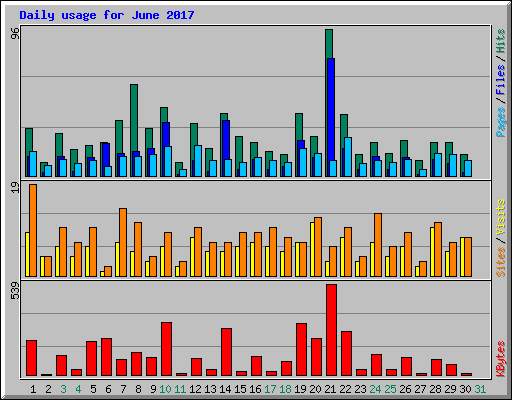 Daily usage for June 2017
96
Pages / Files / Hits
19
Sites / Visits
539
KBytes
1 2 3 4 5 6 7 8 9 10 11 12 13 14 15 16 17 18 19 20 21 22 23 24 25 26 27 28 29 30 31